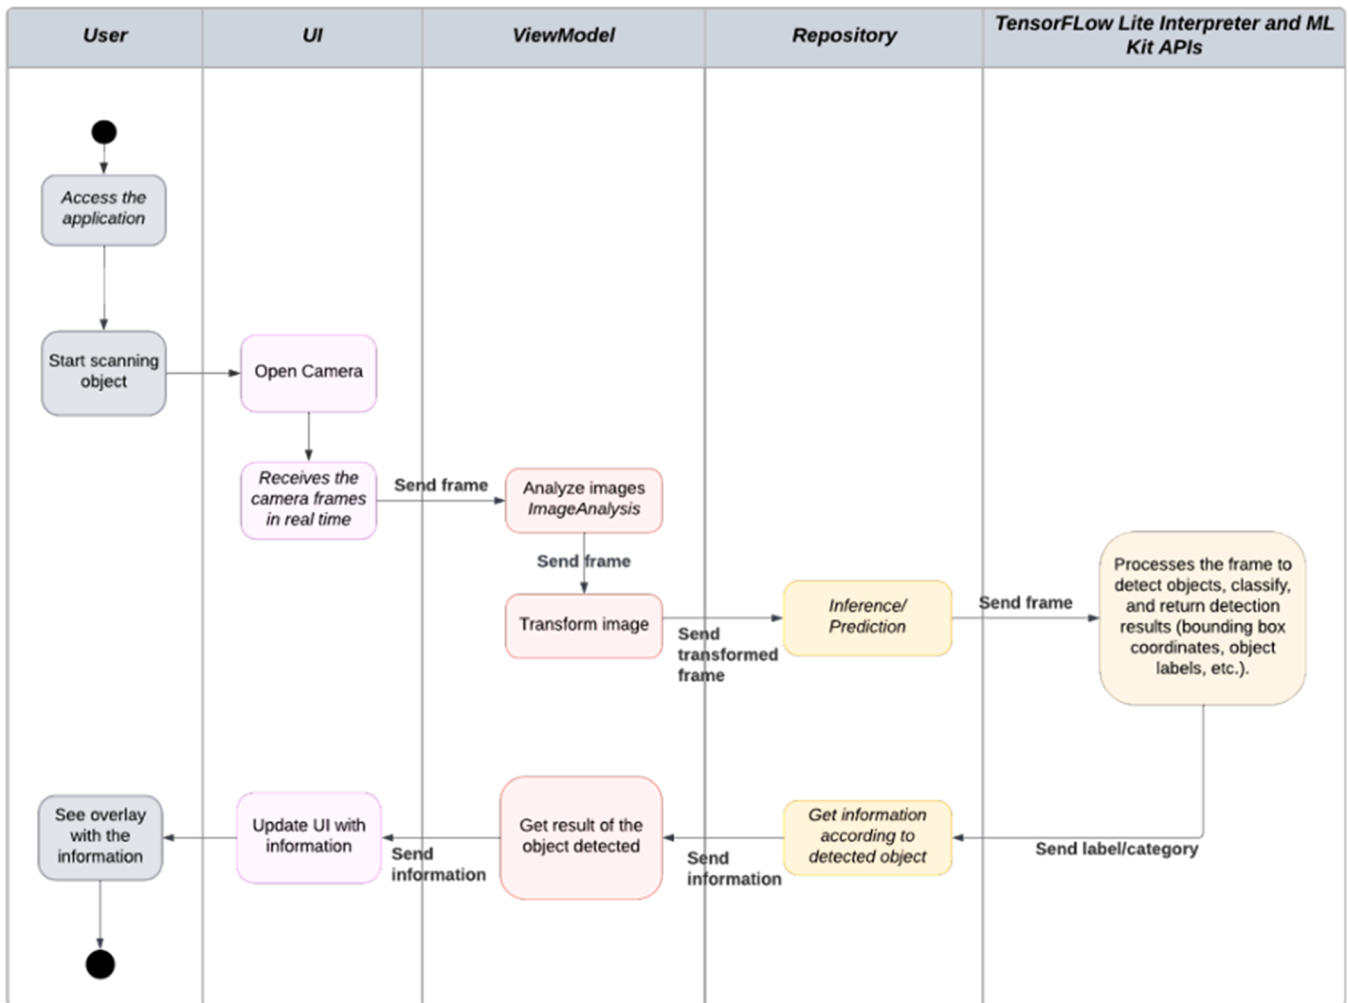 User
UI
ViewModel
Repository
TensorFLow Lite Interpreter and ML
Kit APIs
Access the
application
Start scanning
object
Open Camera
Receives the
camera frames
in real time
Send frame
Analyze images
ImageAnalysis
Send frame
Transform image
Send
transformed
frame
Inference/
Prediction
Send frame
Processes the frame to
detect objects, classify,
and return detection
results (bounding box
coordinates, object
labels, etc.).
Send label/category
Get information
according to
detected object
Send
information
Get result of the
object detected
Send
information
Update UI with
information
See overlay
with the
information